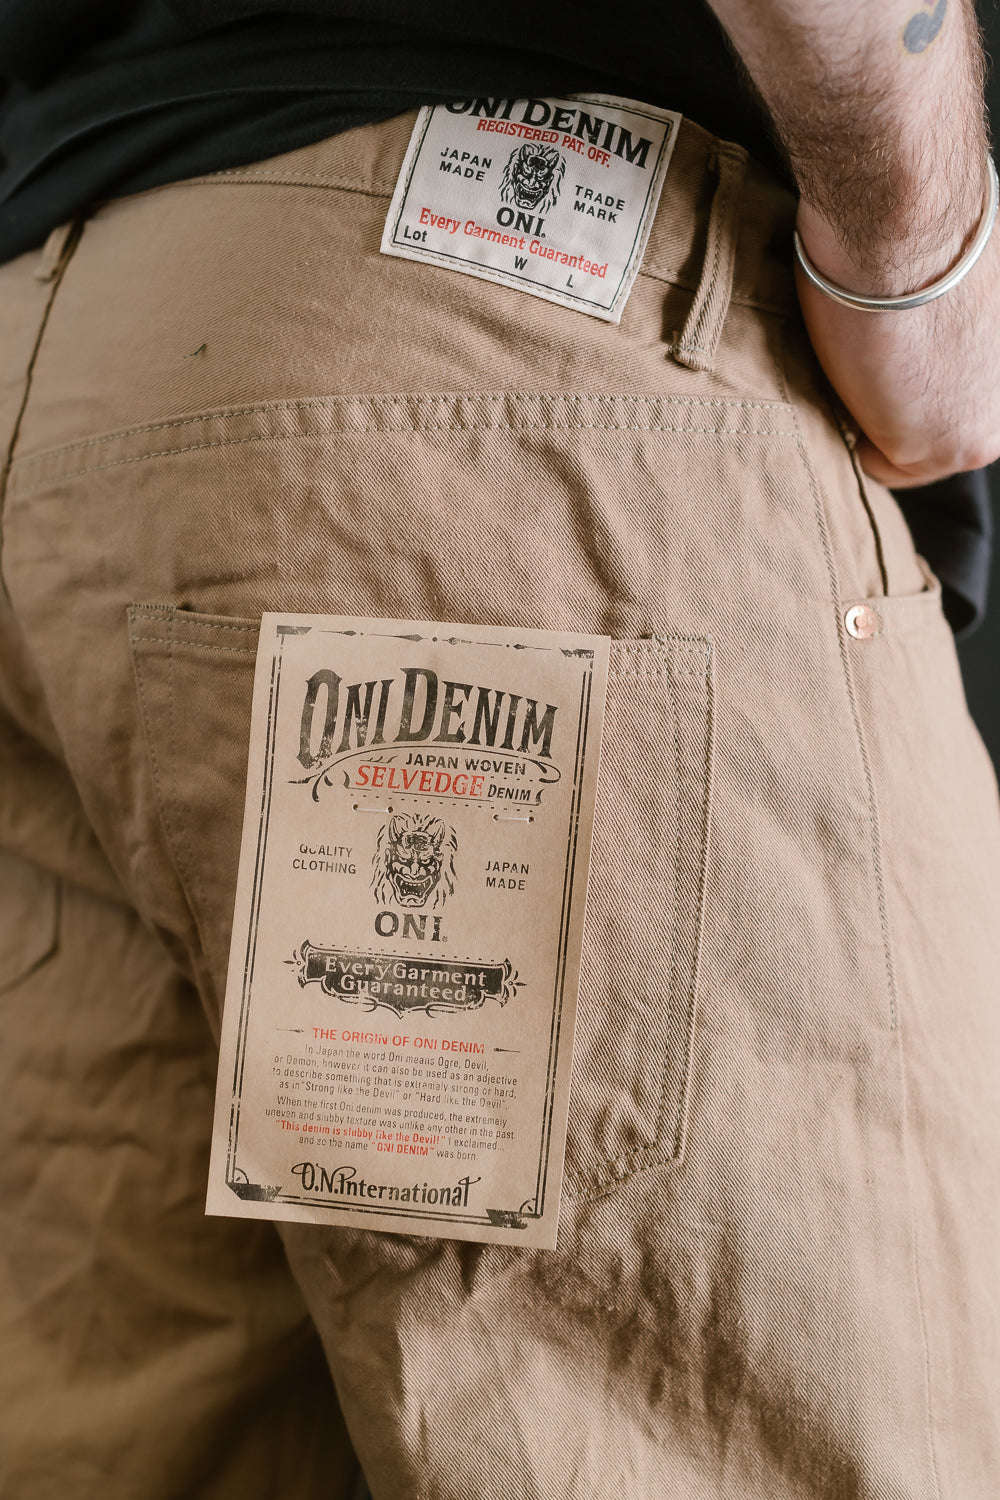 ONI DENIM
REGISTERED PAT. OFF.
JAPAN
MADE
TRADE
MARK
ONI.
Every Garment Guaranteed
Lot
W
L
ONI DENIM
JAPAN WOVEN
SELVEDGE DENIM
QUALITY
CLOTHING
JAPAN
MADE
ONI.
Every Garment
Guaranteed
THE ORIGIN OF ONI DENIM
In Japan the word Oni means Ogre, Devil,
or Demon, however it can also be used as an adjective
to describe something that is extremely strong or hard,
as in "Strong like the Devil" or "Hard like the Devil".
When the first Oni denim was produced, the extremely
uneven and slubby texture was unlike any other in the past.
"This denim is slubby like the Devil!" I exclaimed...
and so the name "ONI DENIM" was born.
O.N.International